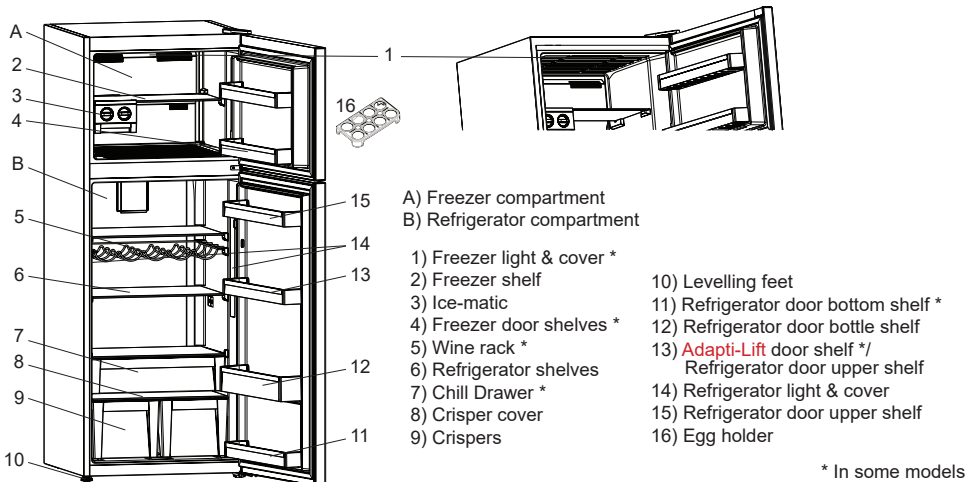 A
2
3
4
B
5
6
7
8
9
10
16
1
15
14
13
12
11
A) Freezer compartment
B) Refrigerator compartment
1) Freezer light & cover *
2) Freezer shelf
3) Ice-matic
4) Freezer door shelves *
5) Wine rack *
6) Refrigerator shelves
7) Chill Drawer *
8) Crisper cover
9) Crispers
10) Levelling feet
11) Refrigerator door bottom shelf *
12) Refrigerator door bottle shelf
13) Adapti-Lift door shelf */
Refrigerator door upper shelf
14) Refrigerator light & cover
15) Refrigerator door upper shelf
16) Egg holder
* In some models